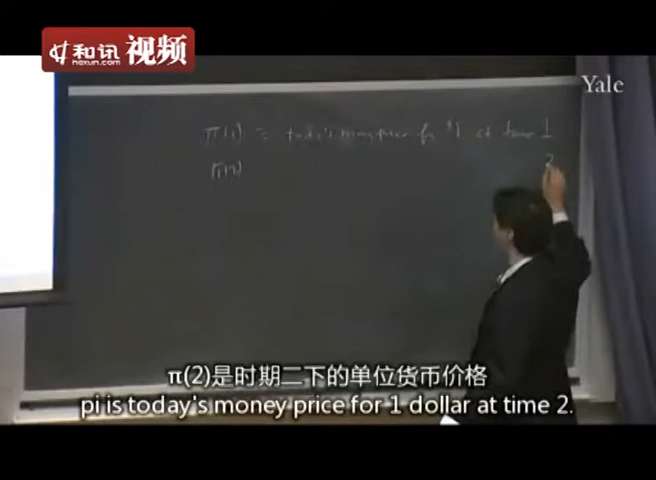 和讯 视频
hexun.com
Yale
π(1) = today's money price for $1 at time 1
π(2) 2
π(2)是时期二下的单位货币价格
pi is today's money price for 1 dollar at time 2.